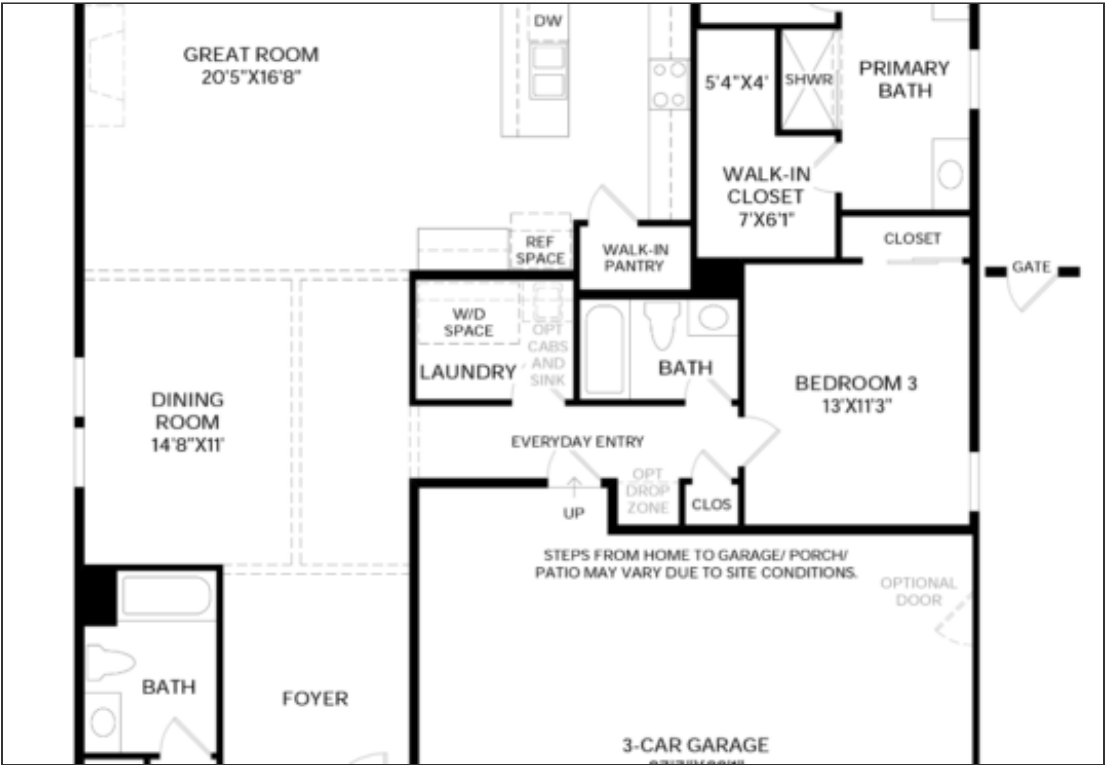 GREAT ROOM
20'5"X16'8"
DW
5'4"X4'
SHWR
PRIMARY
BATH
WALK-IN
CLOSET
7'X6'1"
REF
SPACE
WALK-IN
PANTRY
CLOSET
GATE
W/D
SPACE
OPT
CABS
AND
SINK
LAUNDRY
BATH
BEDROOM 3
13'X11'3"
DINING
ROOM
14'8"X11'
EVERYDAY ENTRY
OPT
DROP
ZONE
CLOS
UP
STEPS FROM HOME TO GARAGE/ PORCH/
PATIO MAY VARY DUE TO SITE CONDITIONS.
OPTIONAL
DOOR
BATH
FOYER
3-CAR GARAGE